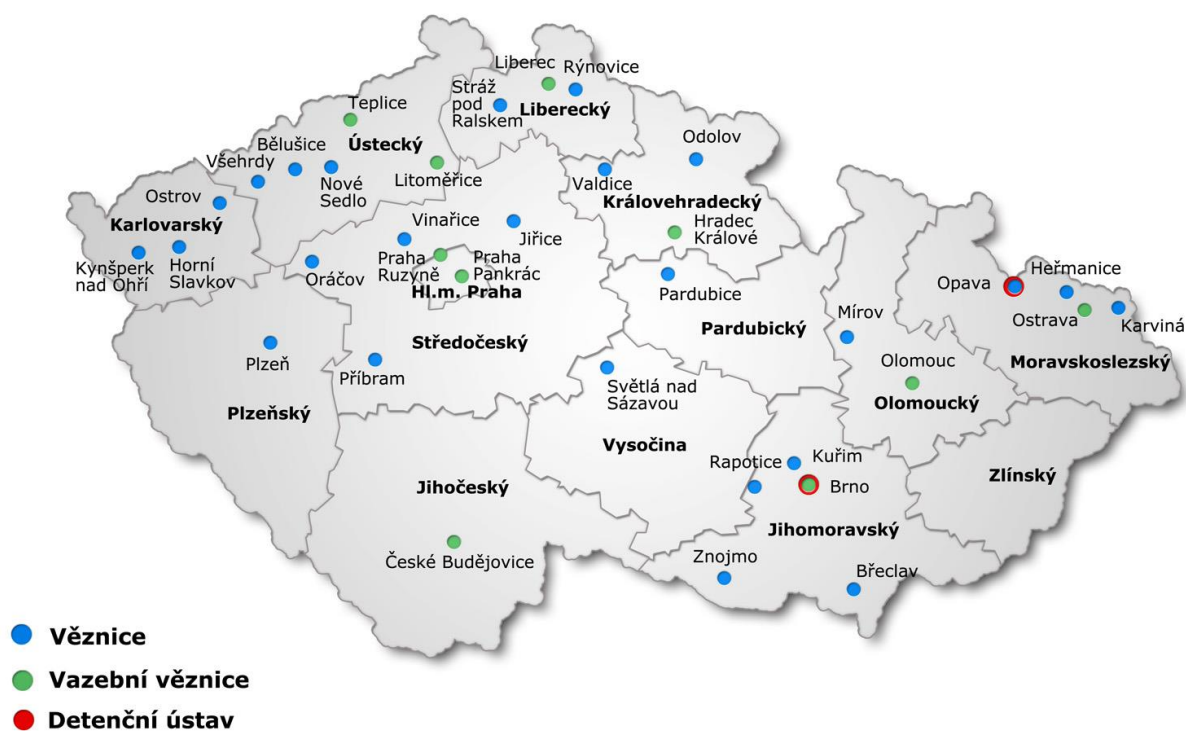 Liberec
Rýnovice
Stráž
pod
Ralskem
Liberecký
Teplice
Ústecký
Bělušice
Všehrdy
Nové
Sedlo
Litoměřice
Odolov
Valdice
Královehradecký
Hradec
Králové
Ostrov
Karlovarský
Kynšperk
nad Ohří
Horní
Slavkov
Vinařice
Jiřice
Oráčov
Praha
Ruzyně
Praha
Pankrác
Hl.m. Praha
Středočeský
Příbram
Pardubice
Pardubický
Opava
Heřmanice
Ostrava
Karviná
Moravskoslezský
Mírov
Olomouc
Olomoucký
Plzeň
Plzeňský
Světlá nad
Sázavou
Vysočina
Zlínský
Rapotice
Kuřim
Brno
Jihomoravský
Jihočeský
České Budějovice
Znojmo
Břeclav
Věznice
Vazební věznice
Detenční ústav